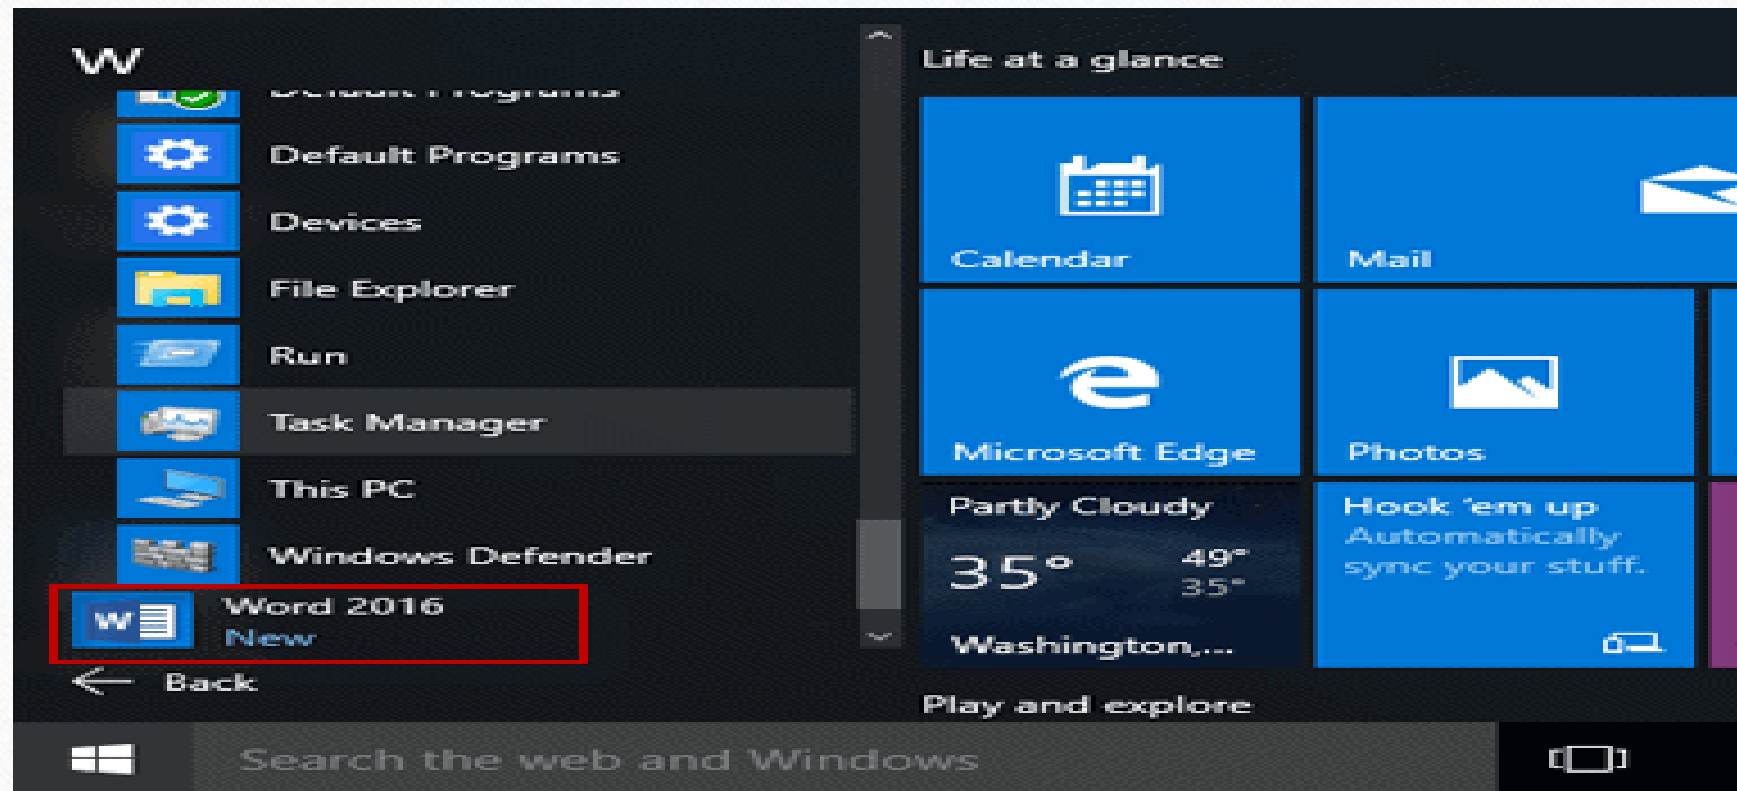 W
Default Programs
Default Programs
Devices
File Explorer
Run
Task Manager
This PC
Windows Defender
Word 2016
New
Back
Life at a glance
Calendar
Mail
Microsoft Edge
Photos
Partly Cloudy
35° 49°
35°
Washington,...
Hook 'em up
Automatically
sync your stuff.
Play and explore
Search the web and Windows